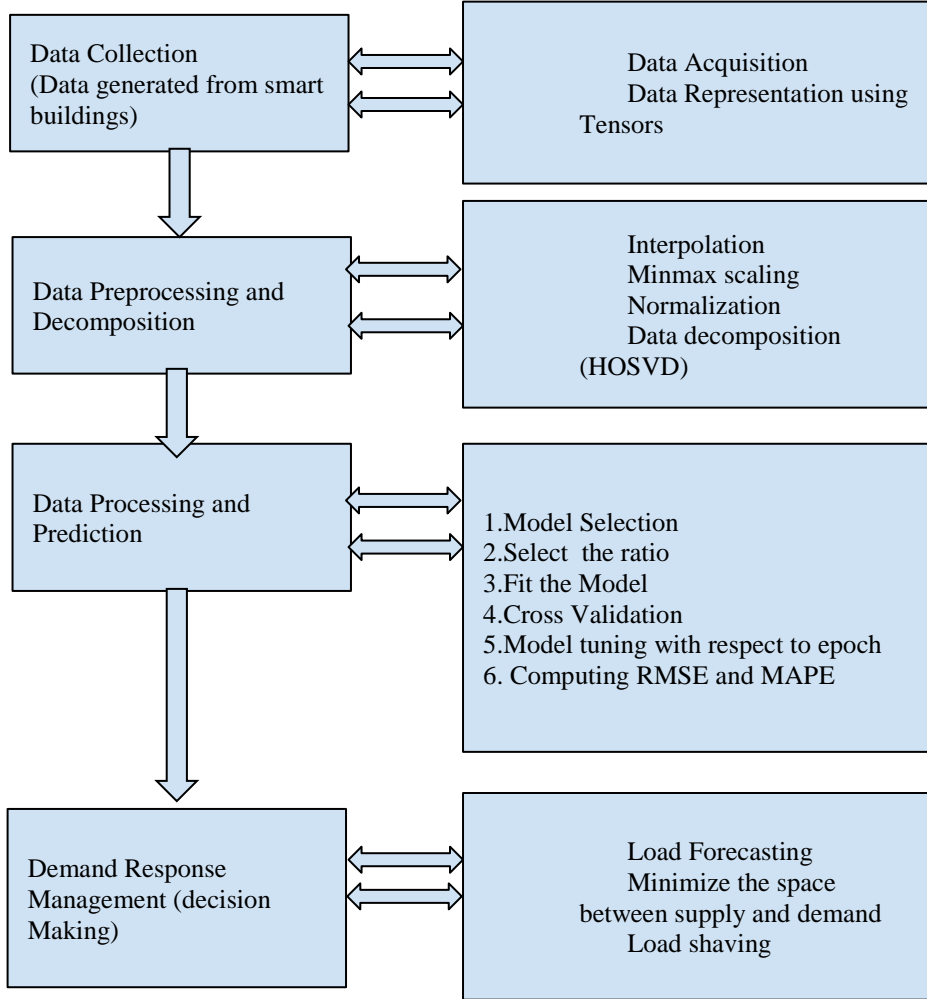 Data Collection
(Data generated from smart
buildings)
Data Acquisition
Data Representation using
Tensors
Data Preprocessing and
Decomposition
Interpolation
Minmax scaling
Normalization
Data decomposition
(HOSVD)
Data Processing and
Prediction
1.Model Selection
2.Select  the ratio
3.Fit the Model
4.Cross Validation
5.Model tuning with respect to epoch
6. Computing RMSE and MAPE
Demand Response
Management (decision
Making)
Load Forecasting
Minimize the space
between supply and demand
Load shaving